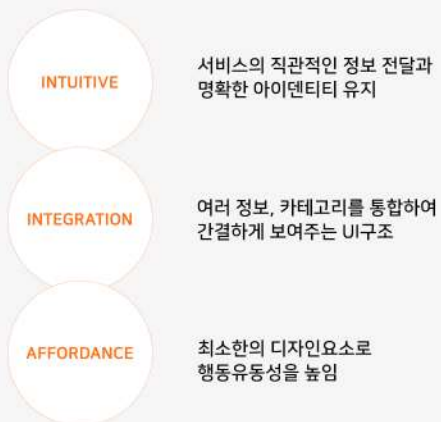 INTUITIVE
서비스의 직관적인 정보 전달과
명확한 아이덴티티 유지
INTEGRATION
여러 정보, 카테고리를 통합하여
간결하게 보여주는 UI구조
AFFORDANCE
최소한의 디자인요소로
행동유동성을 높임